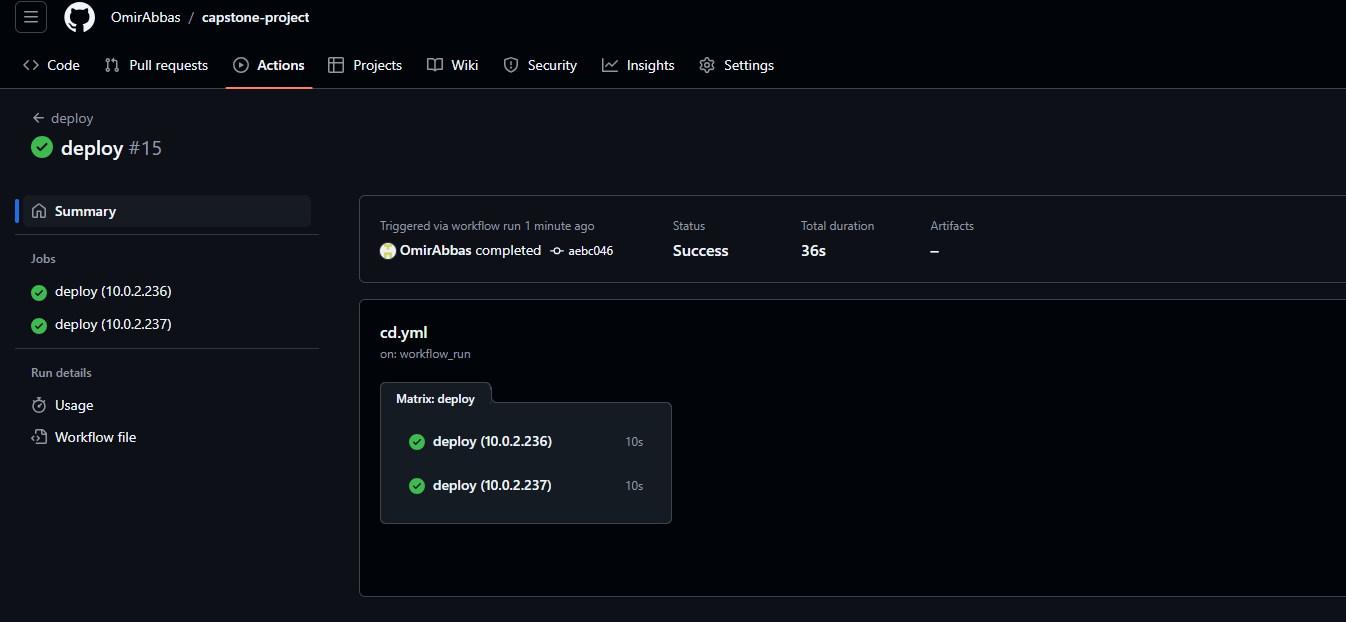 OmirAbbas / capstone-project
Code Pull requests Actions Projects Wiki Security Insights Settings
deploy
deploy #15
Summary
Jobs
deploy (10.0.2.236)
deploy (10.0.2.237)
Run details
Usage
Workflow file
Triggered via workflow run 1 minute ago
OmirAbbas completed aebc046
Status
Success
Total duration
36s
Artifacts
–
cd.yml
on: workflow_run
Matrix: deploy
deploy (10.0.2.236) 10s
deploy (10.0.2.237) 10s